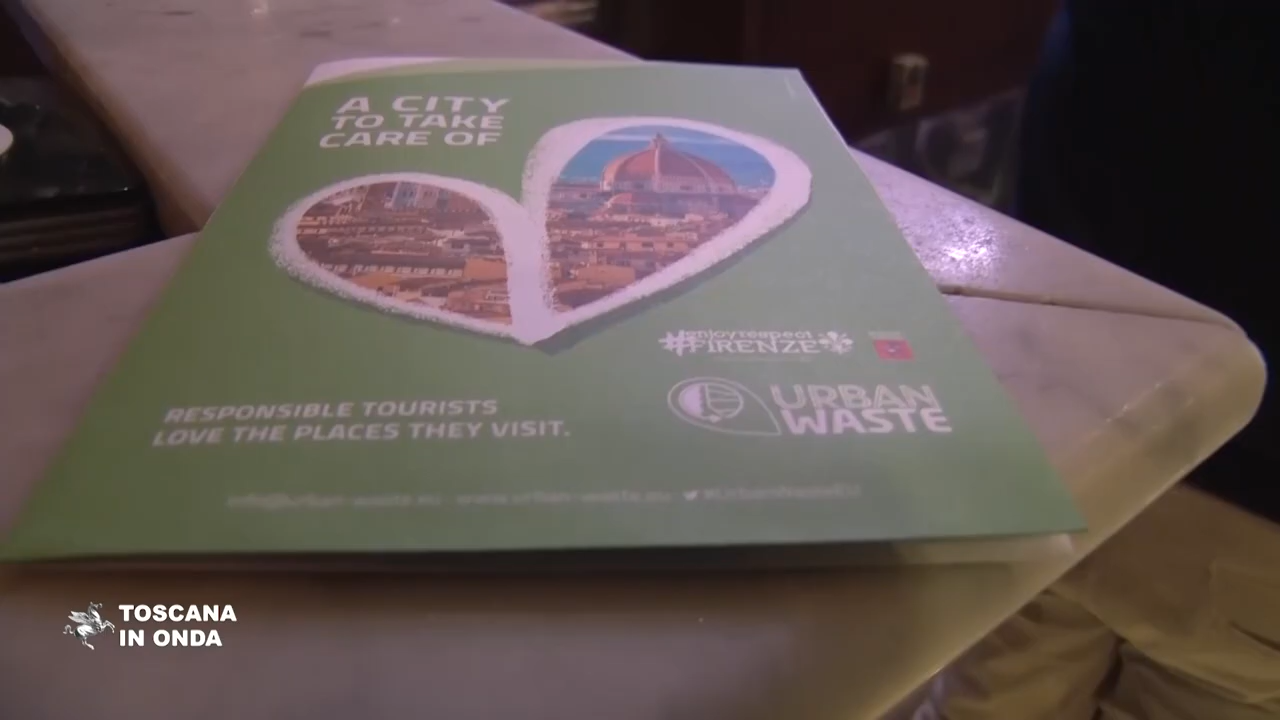 A CITY
TO TAKE
CARE OF
#enjoyrespect
FIRENZE
RESPONSIBLE TOURISTS
LOVE THE PLACES THEY VISIT.
URBAN
WASTE
TOSCANA
IN ONDA